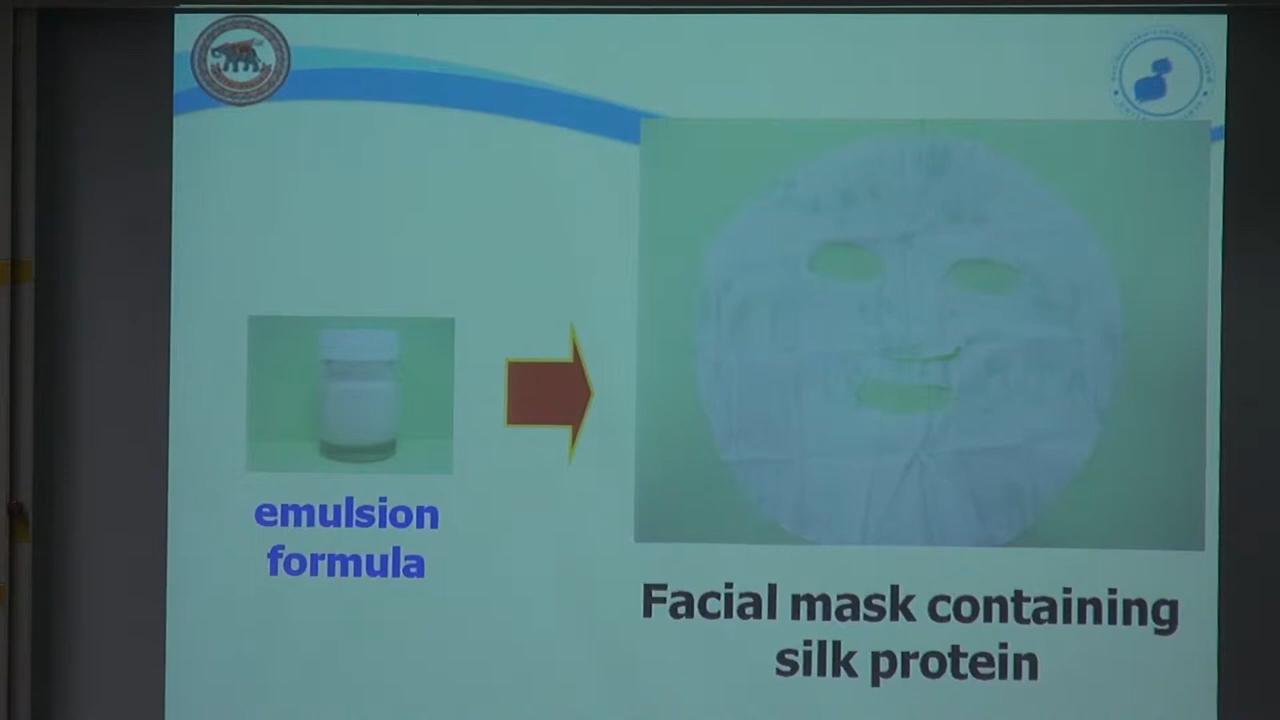 emulsion
formula
Facial mask containing
silk protein